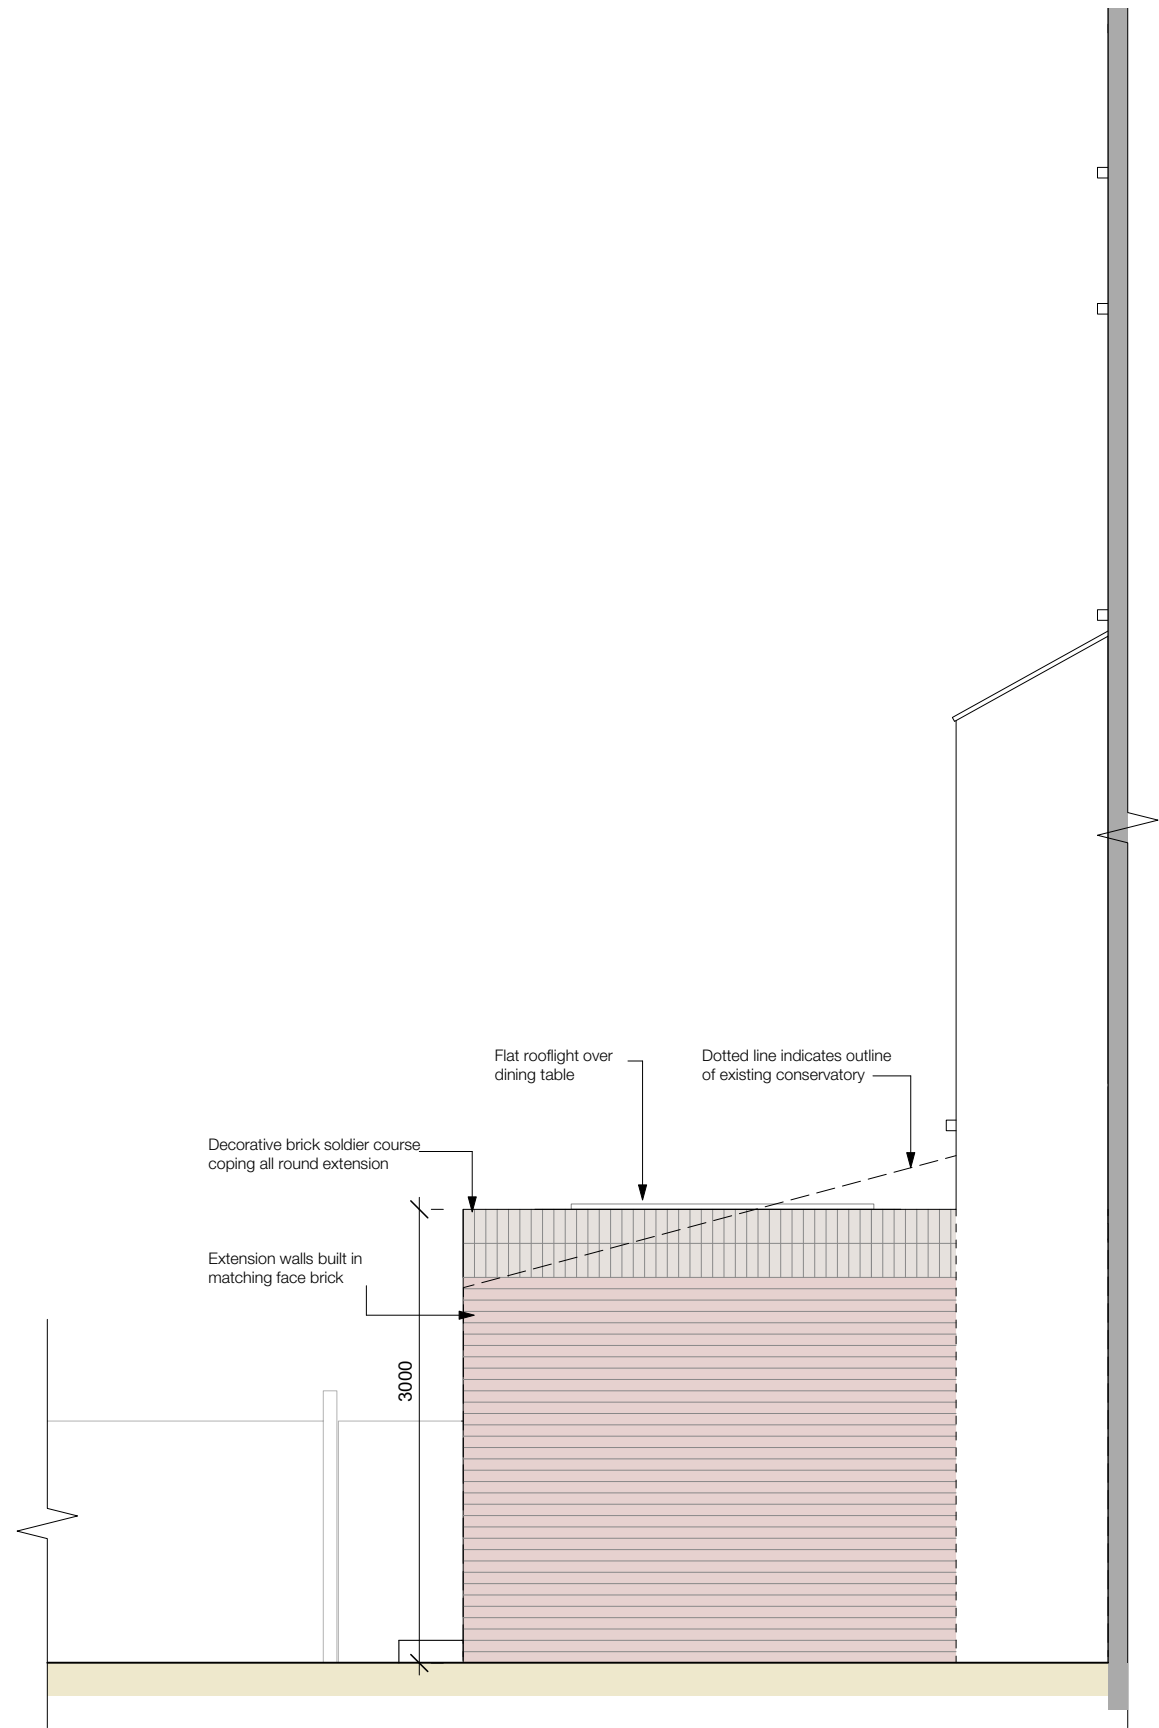 Flat rooflight over
dining table
Dotted line indicates outline
of existing conservatory
Decorative brick soldier course
coping all round extension
Extension walls built in
matching face brick
3000